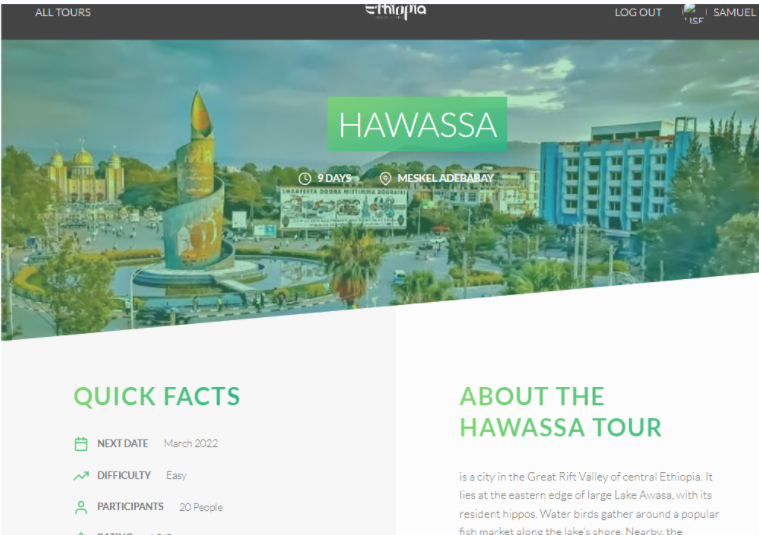 ALL TOURS
Ethiopia
LOG OUT
SAMUEL
HAWASSA
9 DAYS
MESKEL ADEBABAY
QUICK FACTS
NEXT DATE March 2022
DIFFICULTY Easy
PARTICIPANTS 20 People
ABOUT THE
HAWASSA TOUR
is a city in the Great Rift Valley of central Ethiopia. It
lies at the eastern edge of large Lake Awasa, with its
resident hippos. Water birds gather around a popular
fish market along the lake's shore. Nearby, the